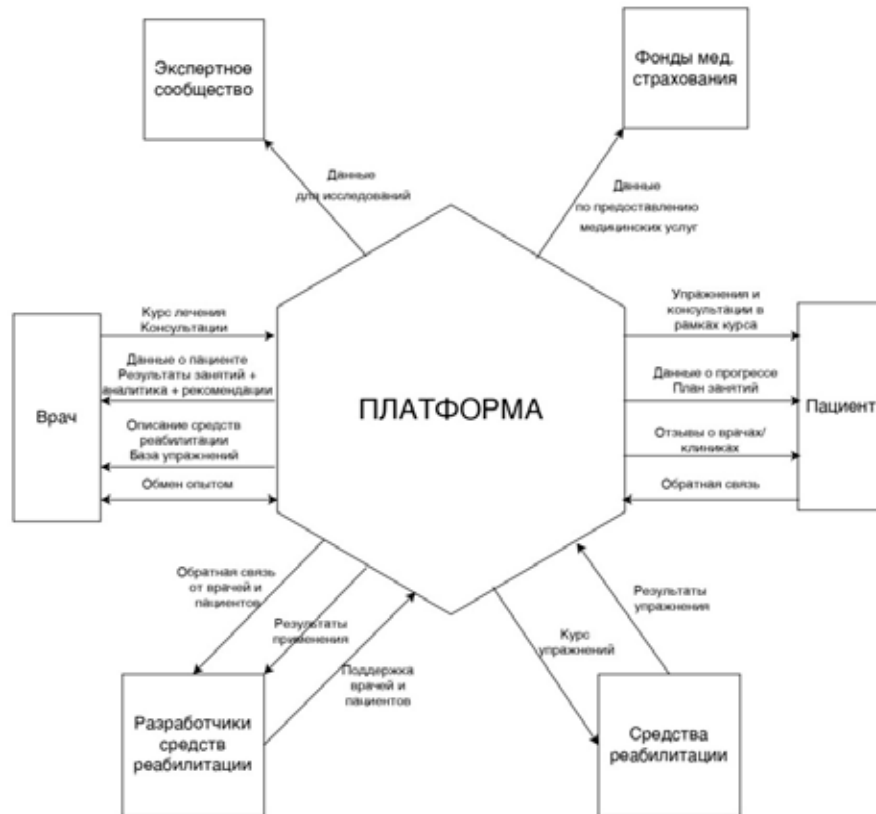 Экспертное
сообщество
Фонды мед.
страхования
Данные
для исследований
Данные
по предоставлению
медицинских услуг
Курс лечения
Консультации
Данные о пациенте
Результаты занятий +
аналитика + рекомендации
Описание средств
реабилитации
База упражнений
Обмен опытом
Врач
ПЛАТФОРМА
Упражнения и
консультации в
рамках курса
Данные о прогрессе
План занятий
Отзывы о врачах/
клиниках
Обратная связь
Пациент
Обратная связь
от врачей и
пациентов
Результаты
применения
Поддержка
врачей и
пациентов
Курс
упражнений
Результаты
упражнения
Разработчики
средств
реабилитации
Средства
реабилитации